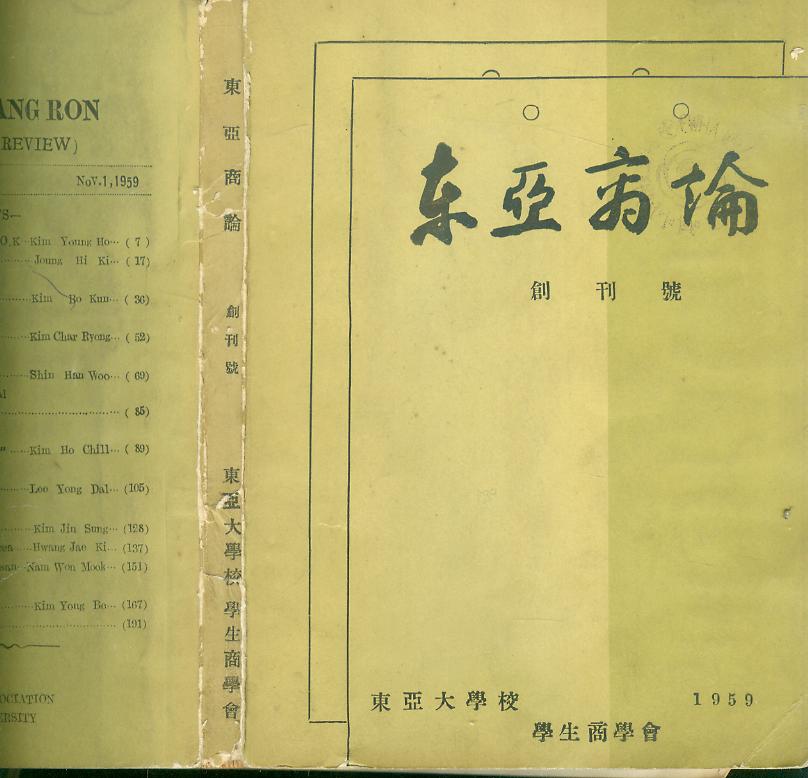 ANG RON
REVIEW)
Nov.1,1959
O.K Kim Young Ho… ( 7 )
Joung Hi Ki… ( 17)
Kim Bo Kun… ( 36)
Kim Char Ryong… ( 52)
Shin Han Woo… ( 69)
( 85)
Kim Ho Chill… ( 89)
Lee Yong Dal… (105)
Kim Jin Sung… (128)
Hwang Jae Ki… (137)
Nam Won Mook… (151)
Kim Yong Bo… (167)
(191)
OCIATION
ERSITY
東亞商論 創刊號 東亞大學校 學生商學會
东亞商論
創刊號
東亞大學校 1959
學生商學會